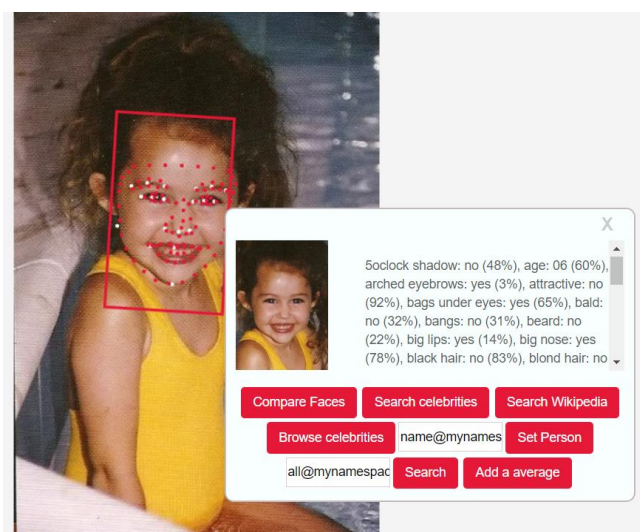 X
5oclock shadow: no (48%), age: 06 (60%),
arched eyebrows: yes (3%), attractive: no
(92%), bags under eyes: yes (65%), bald:
no (32%), bangs: no (31%), beard: no
(22%), big lips: yes (14%), big nose: yes
(78%), black hair: no (83%), blond hair: no
Compare Faces Search celebrities Search Wikipedia
Browse celebrities name@mynames Set Person
all@mynamespac Search Add a average